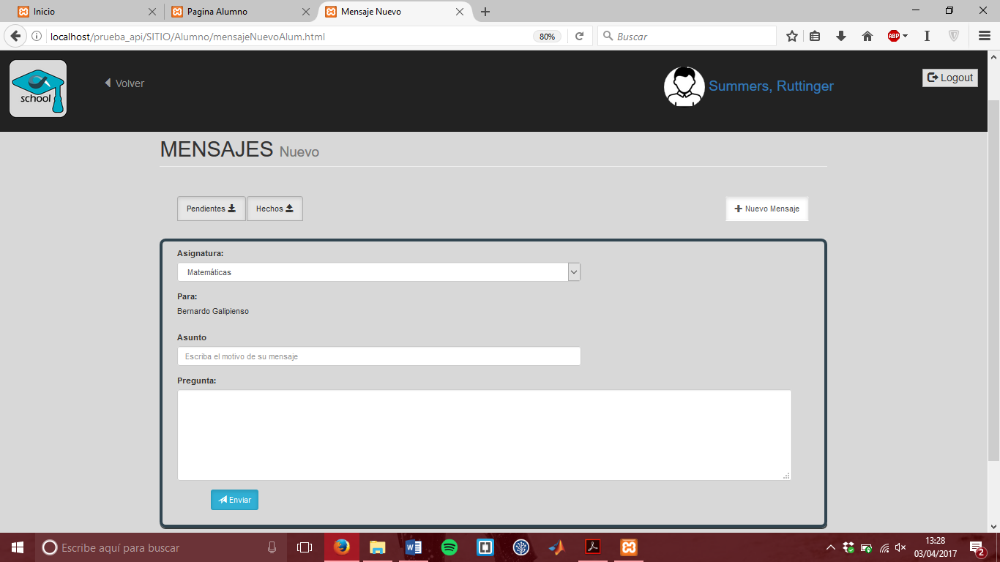 Inicio
Pagina Alumno
Mensaje Nuevo
localhost/prueba_api/SITIO/Alumno/mensajeNuevoAlum.html
80%
Buscar
ABP
school
Volver
Summers, Ruttinger
Logout
MENSAJES Nuevo
Pendientes
Hechos
Nuevo Mensaje
Asignatura:
Matemáticas
Para:
Bernardo Galipienso
Asunto
Escriba el motivo de su mensaje
Pregunta:
Enviar
Escribe aquí para buscar
13:28
03/04/2017
2